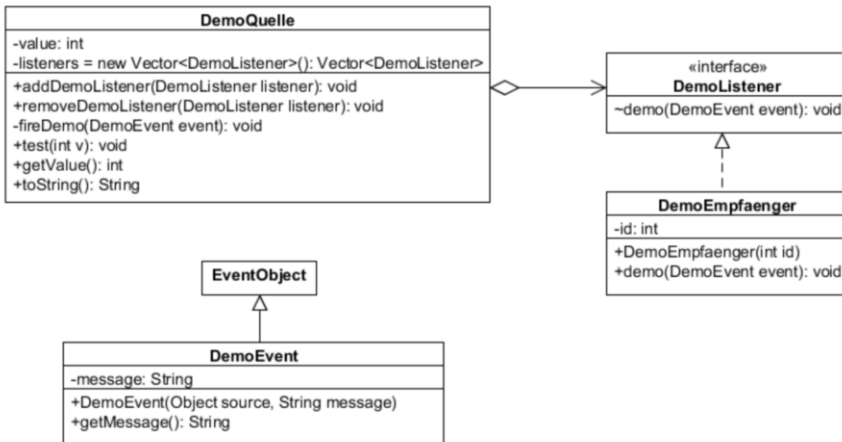 DemoQuelle
-value: int
-listeners = new Vector<DemoListener>(): Vector<DemoListener>
+addDemoListener(DemoListener listener): void
+removeDemoListener(DemoListener listener): void
-fireDemo(DemoEvent event): void
+test(int v): void
+getValue(): int
+toString(): String
«interface»
DemoListener
~demo(DemoEvent event): void
DemoEmpfaenger
-id: int
+DemoEmpfaenger(int id)
+demo(DemoEvent event): void
EventObject
DemoEvent
-message: String
+DemoEvent(Object source, String message)
+getMessage(): String